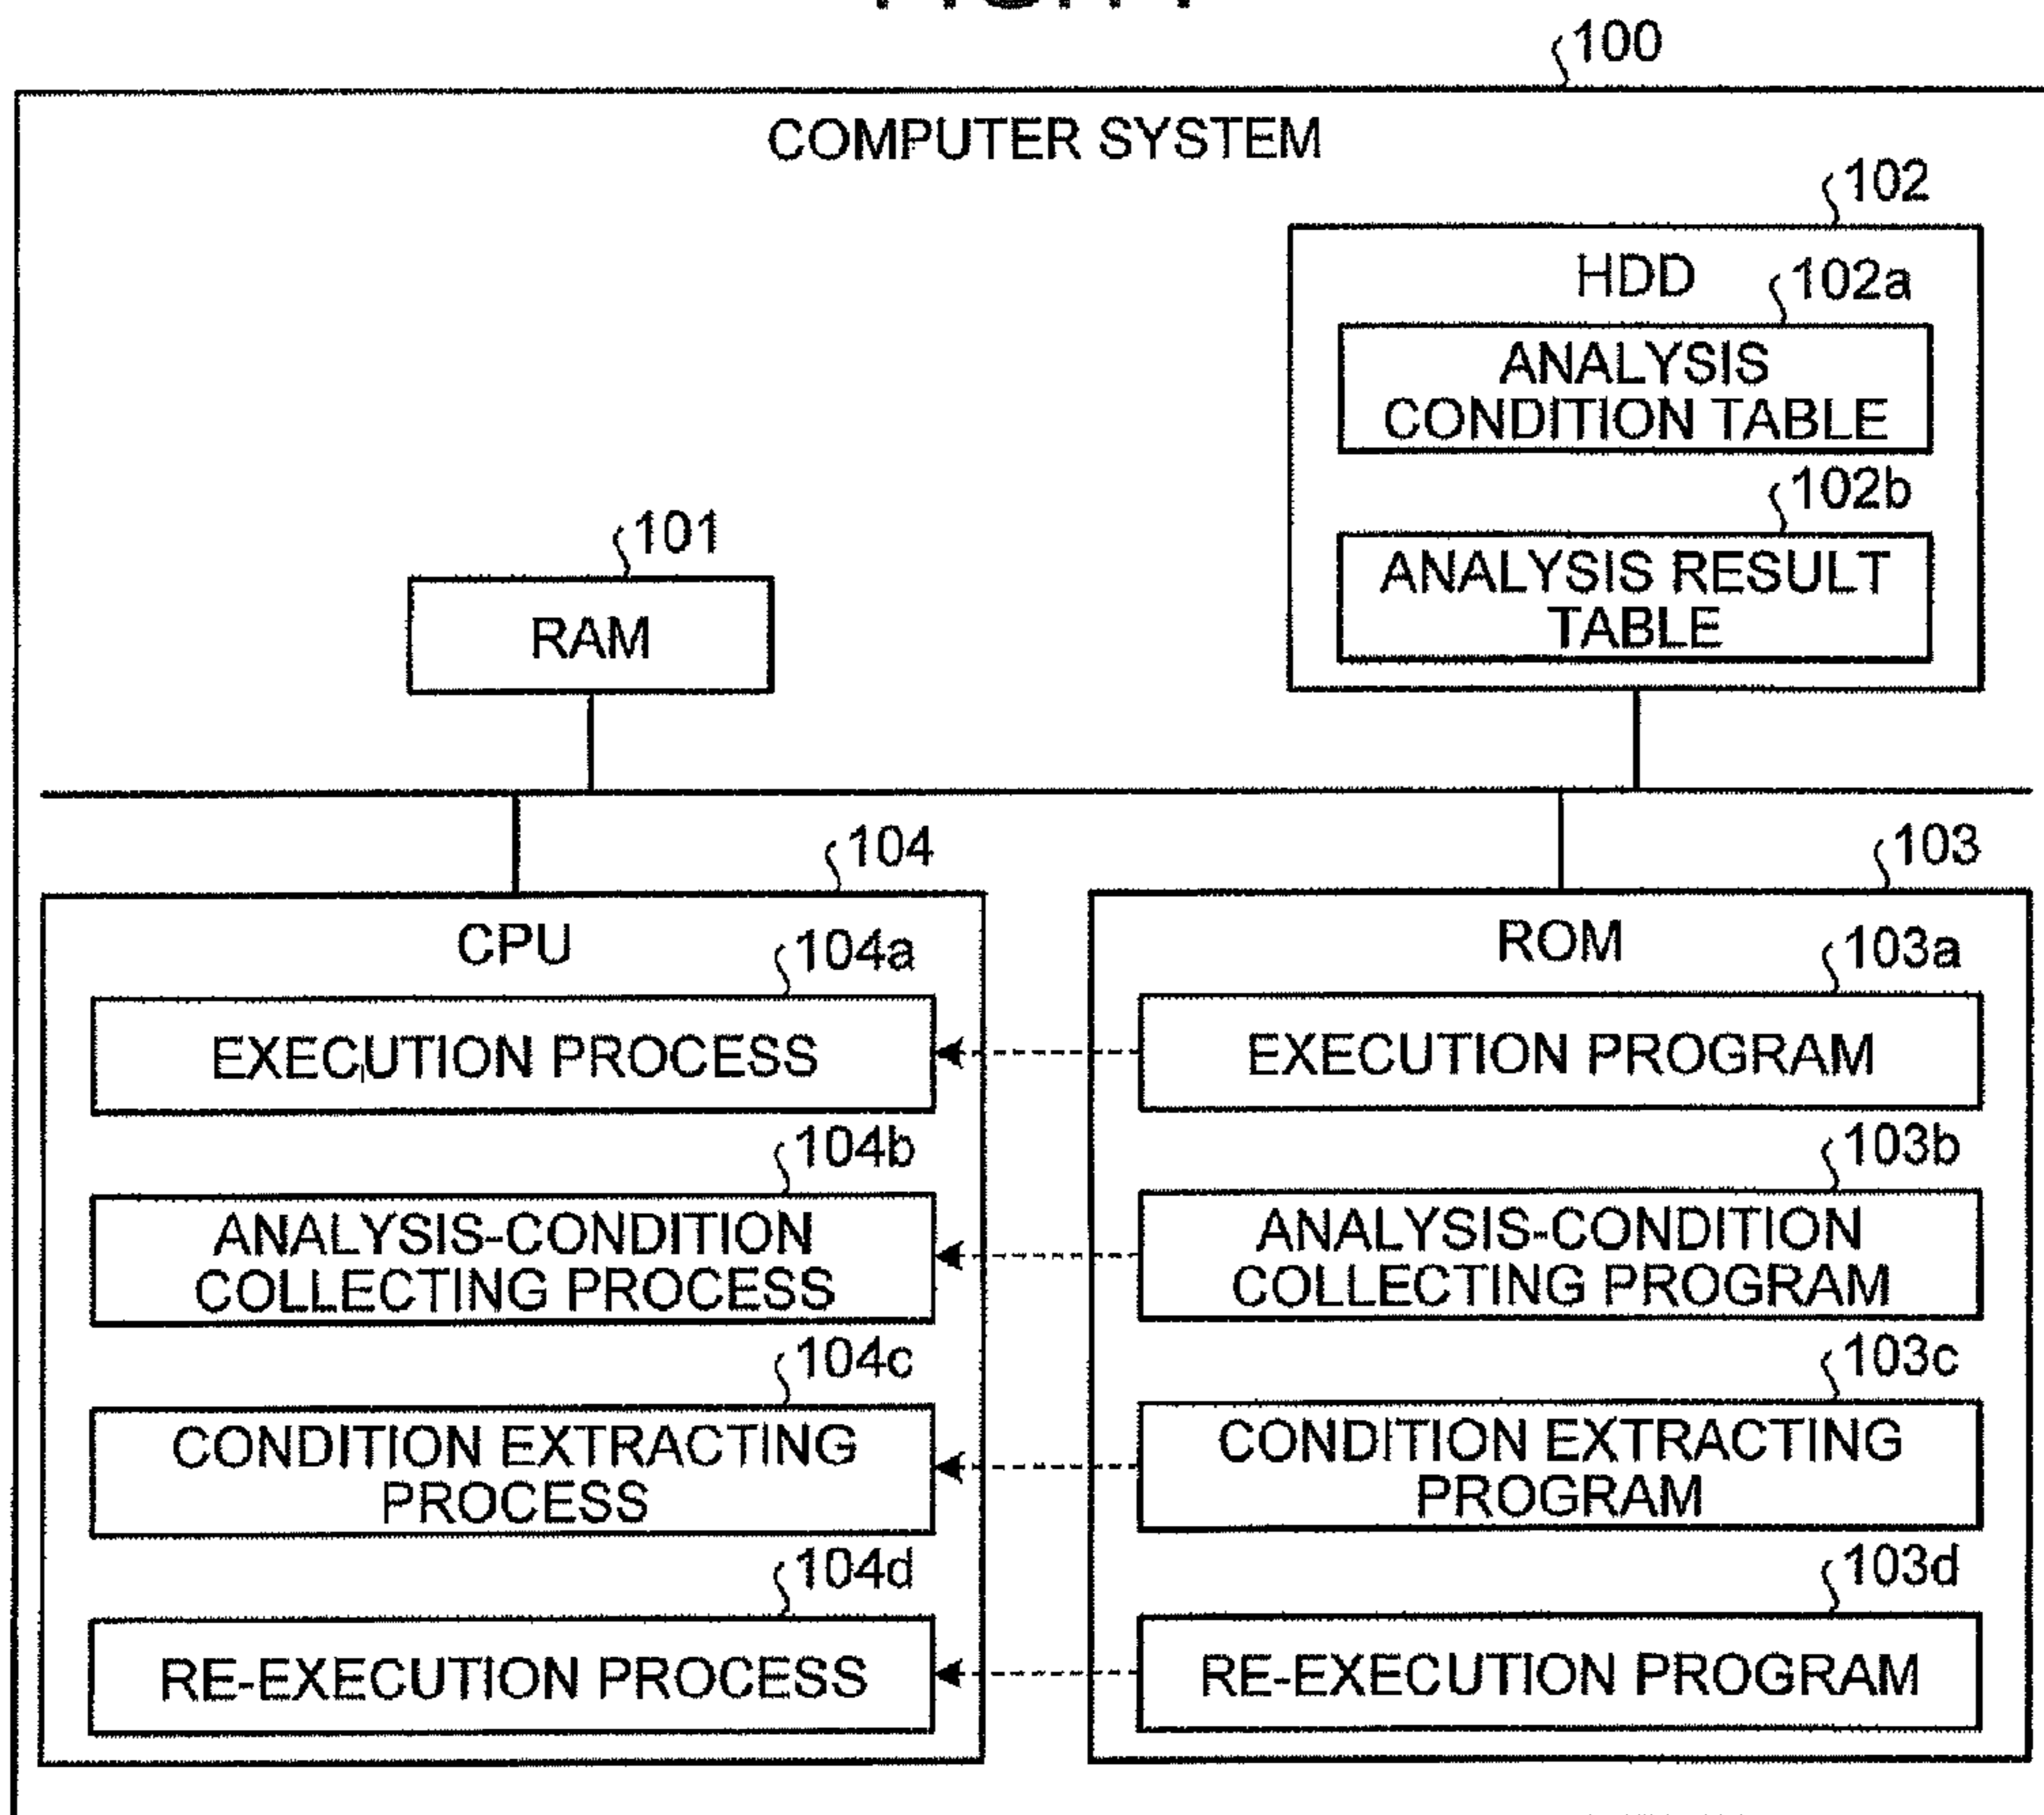 100
COMPUTER SYSTEM
102
HDD
102a
ANALYSIS
CONDITION TABLE
102b
ANALYSIS RESULT
TABLE
101
RAM
104
CPU
104a
EXECUTION PROCESS
104b
ANALYSIS-CONDITION
COLLECTING PROCESS
104c
CONDITION EXTRACTING
PROCESS
104d
RE-EXECUTION PROCESS
103
ROM
103a
EXECUTION PROGRAM
103b
ANALYSIS-CONDITION
COLLECTING PROGRAM
103c
CONDITION EXTRACTING
PROGRAM
103d
RE-EXECUTION PROGRAM